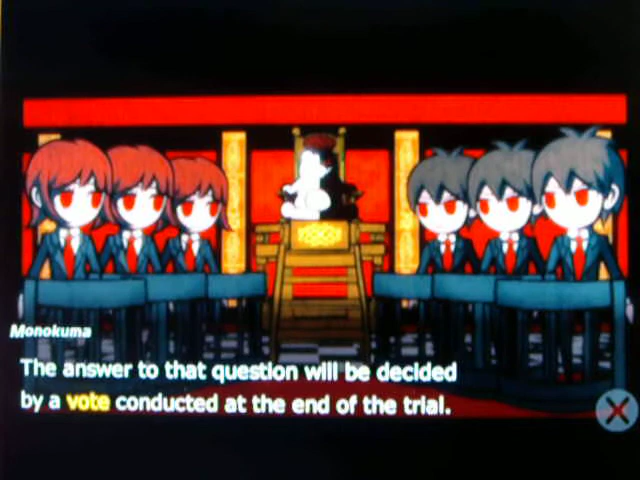 Monokuma
The answer to that question will be decided
by a vote conducted at the end of the trial.